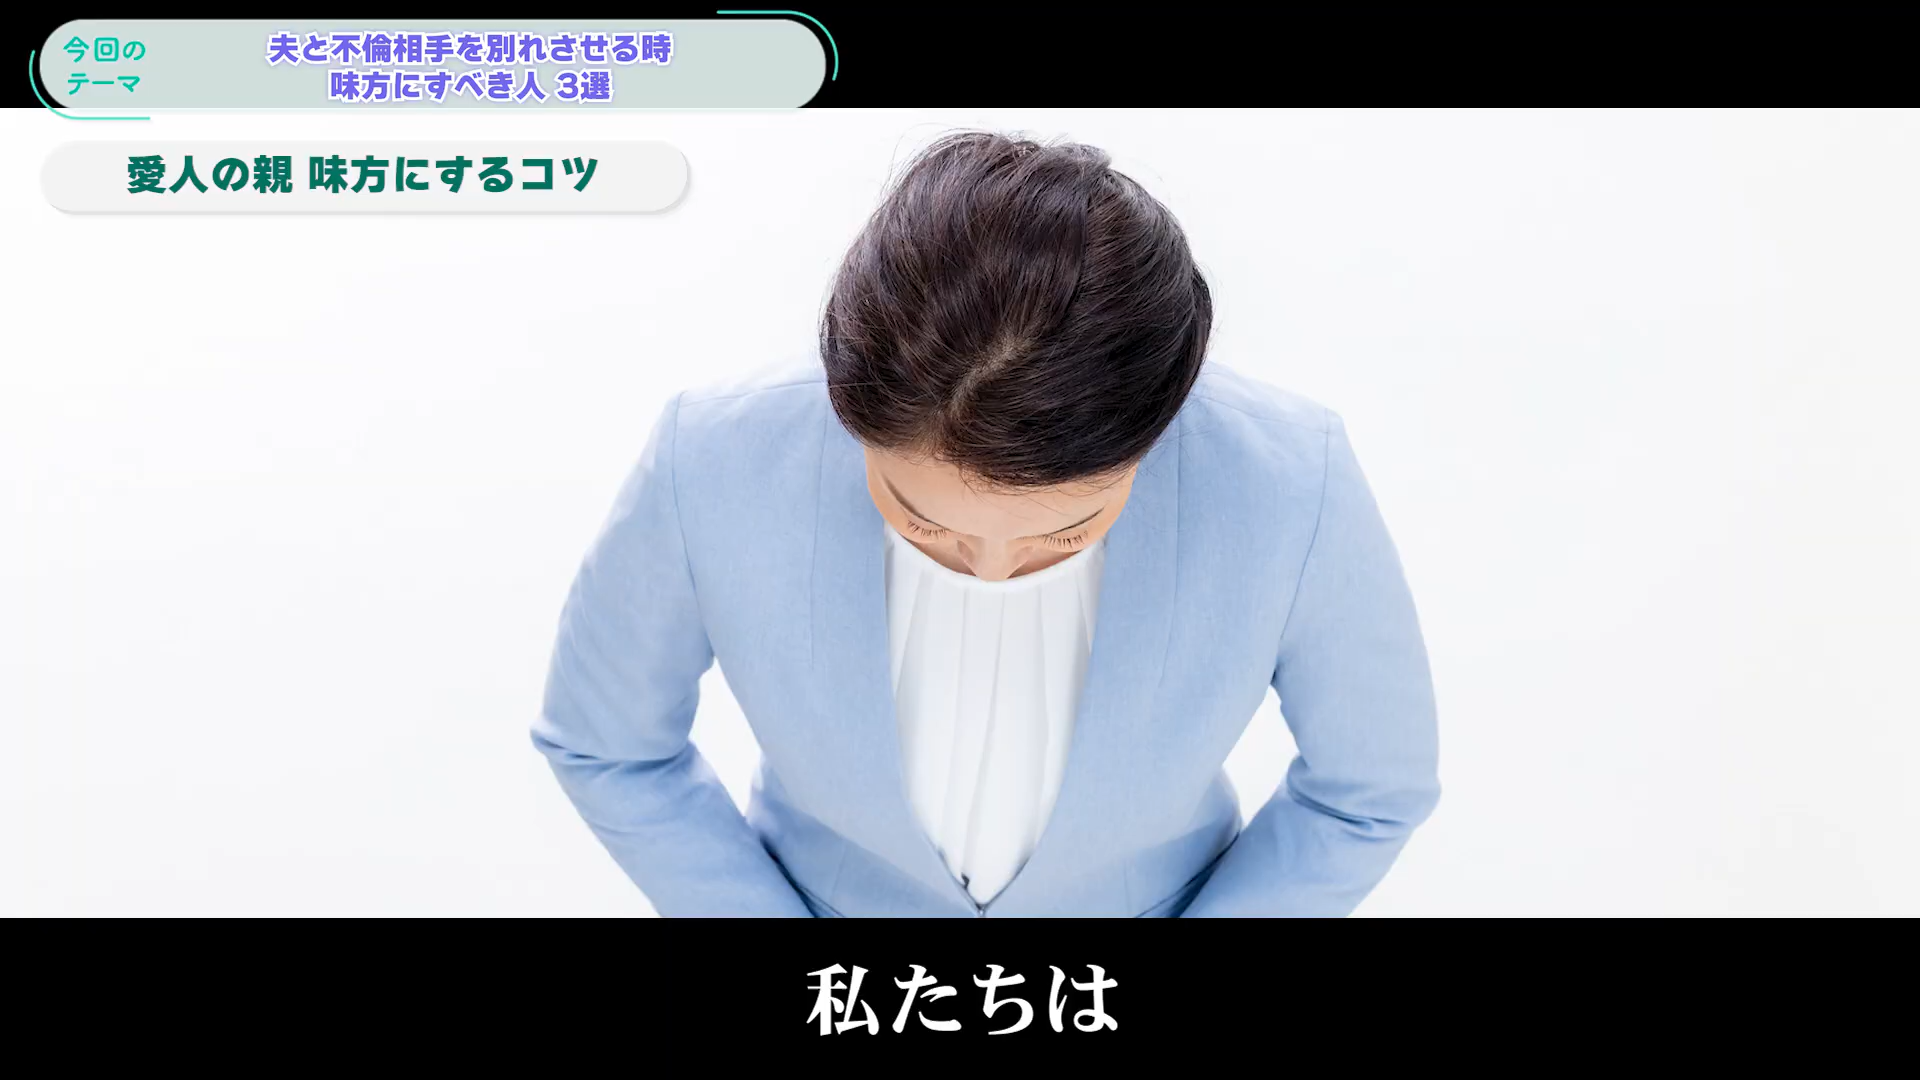 今回の
テーマ
夫と不倫相手を別れさせる時
味方にすべき人 3選
愛人の親 味方にするコツ
私たちは